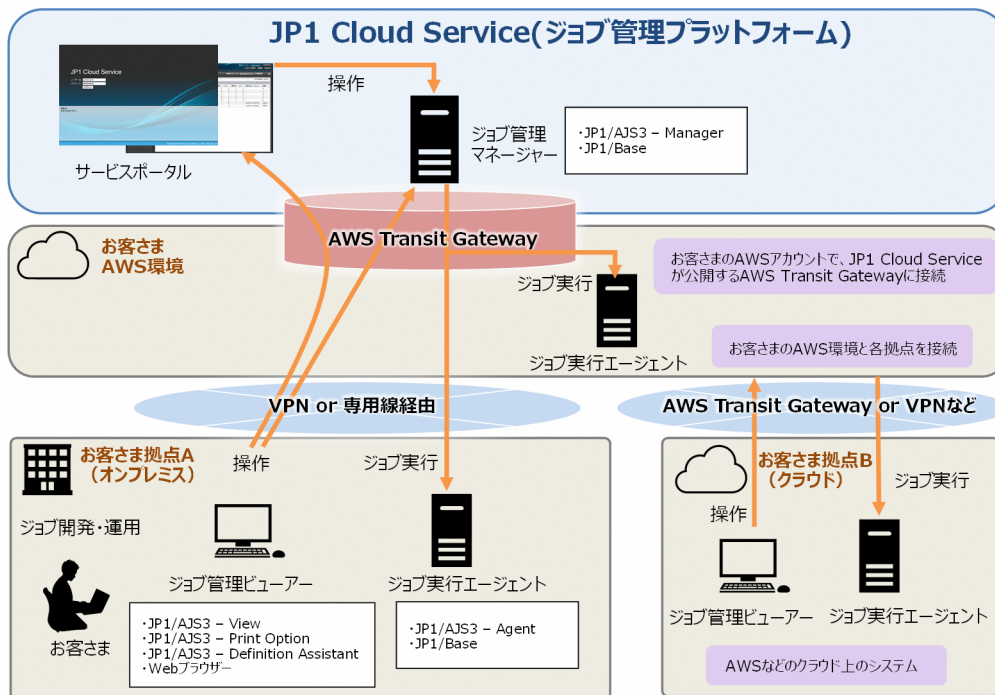 JP1 Cloud Service(ジョブ管理プラットフォーム)
JP1 Cloud Service
操作
サービスポータル
ジョブ管理
マネージャー
・JP1/AJS3 – Manager
・JP1/Base
AWS Transit Gateway
お客さま
AWS環境
ジョブ実行
ジョブ実行エージェント
お客さまのAWSアカウントで、JP1 Cloud Service
が公開するAWS Transit Gatewayに接続
お客さまのAWS環境と各拠点を接続
VPN or 専用線経由
AWS Transit Gateway or VPNなど
お客さま拠点A
（オンプレミス）
操作
ジョブ実行
ジョブ開発・運用
お客さま
ジョブ管理ビューアー
・JP1/AJS3 – View
・JP1/AJS3 – Print Option
・JP1/AJS3 – Definition Assistant
・Webブラウザー
ジョブ実行エージェント
・JP1/AJS3 – Agent
・JP1/Base
お客さま拠点B
（クラウド）
操作
ジョブ実行
ジョブ管理ビューアー
ジョブ実行エージェント
AWSなどのクラウド上のシステム